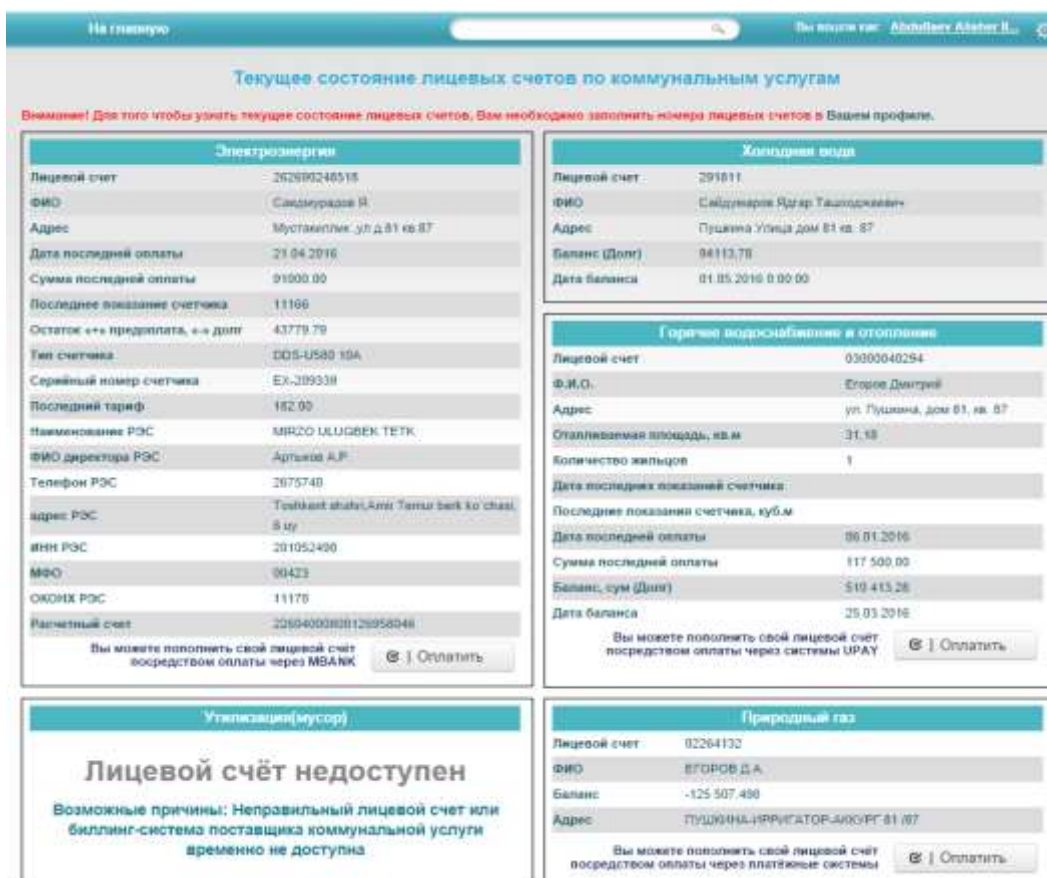 На главную
Вы вошли как:
Текущее состояние лицевых счетов по коммунальным услугам
Внимание! Для того чтобы узнать текущее состояние лицевых счетов, Вам необходимо заполнить номера лицевых счетов в Вашем профиле.
Электроэнергия
Лицевой счет
ФИО Саидмурадов Я
Адрес Мустакиллик ул д.81 кв.87
Дата последней оплаты 21.04.2016
Сумма последней оплаты 91000.00
Последнее показание счетчика 11166
Остаток «+» предоплата, «-» долг 43779.79
Тип счетчика DDS-U580 10A
Серийный номер счетчика EX-209339
Последний тариф 162.00
Наименование РЭС MIRZO ULUGBEK TETK
ФИО директора РЭС Артыков А.Р
Телефон РЭС 2675740
адрес РЭС Toshkent shahri,Amir Temur berk ko'chasi,
6 uy
ИНН РЭС 201052490
МФО 00423
ОКОНХ РЭС 11170
Расчетный счет
Вы можете пополнить свой лицевой счёт
посредством оплаты через MBANK
| Оплатить
Холодная вода
Лицевой счет 291811
ФИО Сайдумаров Ядгар Ташходжаевич
Адрес Пушкина Улица дом 81 кв. 87
Баланс (Долг) 94113,78
Дата баланса 01.05.2016 0:00:00
Горячее водоснабжение и отопление
Лицевой счет 03000040294
Ф.И.О. Егоров Дмитрий
Адрес ул. Пушкина, дом 81, кв. 87
Отапливаемая площадь, кв.м 31,18
Количество жильцов 1
Дата последних показаний счетчика
Последние показания счетчика, куб.м
Дата последней оплаты 06.01.2016
Сумма последней оплаты 117 500,00
Баланс, сум (Долг) 510 413,28
Дата баланса 25.03.2016
Вы можете пополнить свой лицевой счёт
посредством оплаты через системы UPAY
| Оплатить
Утилизация(мусор)
Лицевой счёт недоступен
Возможные причины: Неправильный лицевой счет или
биллинг-система поставщика коммунальной услуги
временно не доступна
Природный газ
Лицевой счет 02264132
ФИО ЕГОРОВ Д.А.
Баланс -125 507.490
Адрес ПУШКИНА-ИРРИГАТОР-АККУРГ 81 /87
Вы можете пополнить свой лицевой счёт
посредством оплаты через платёжные системы
| Оплатить